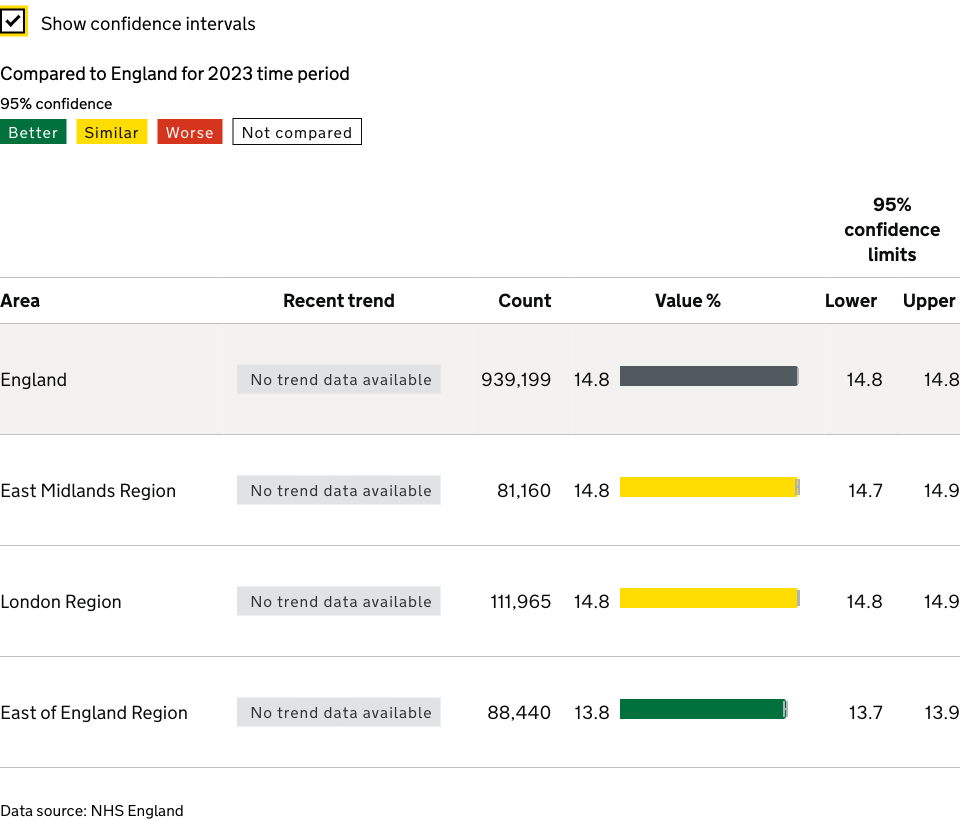 Show confidence intervals
Compared to England for 2023 time period
95% confidence
Better Similar Worse Not compared
95%
confidence
limits
Area Recent trend Count Value % Lower Upper
England No trend data available 939,199 14.8 14.8 14.8
East Midlands Region No trend data available 81,160 14.8 14.7 14.9
London Region No trend data available 111,965 14.8 14.8 14.9
East of England Region No trend data available 88,440 13.8 13.7 13.9
Data source: NHS England